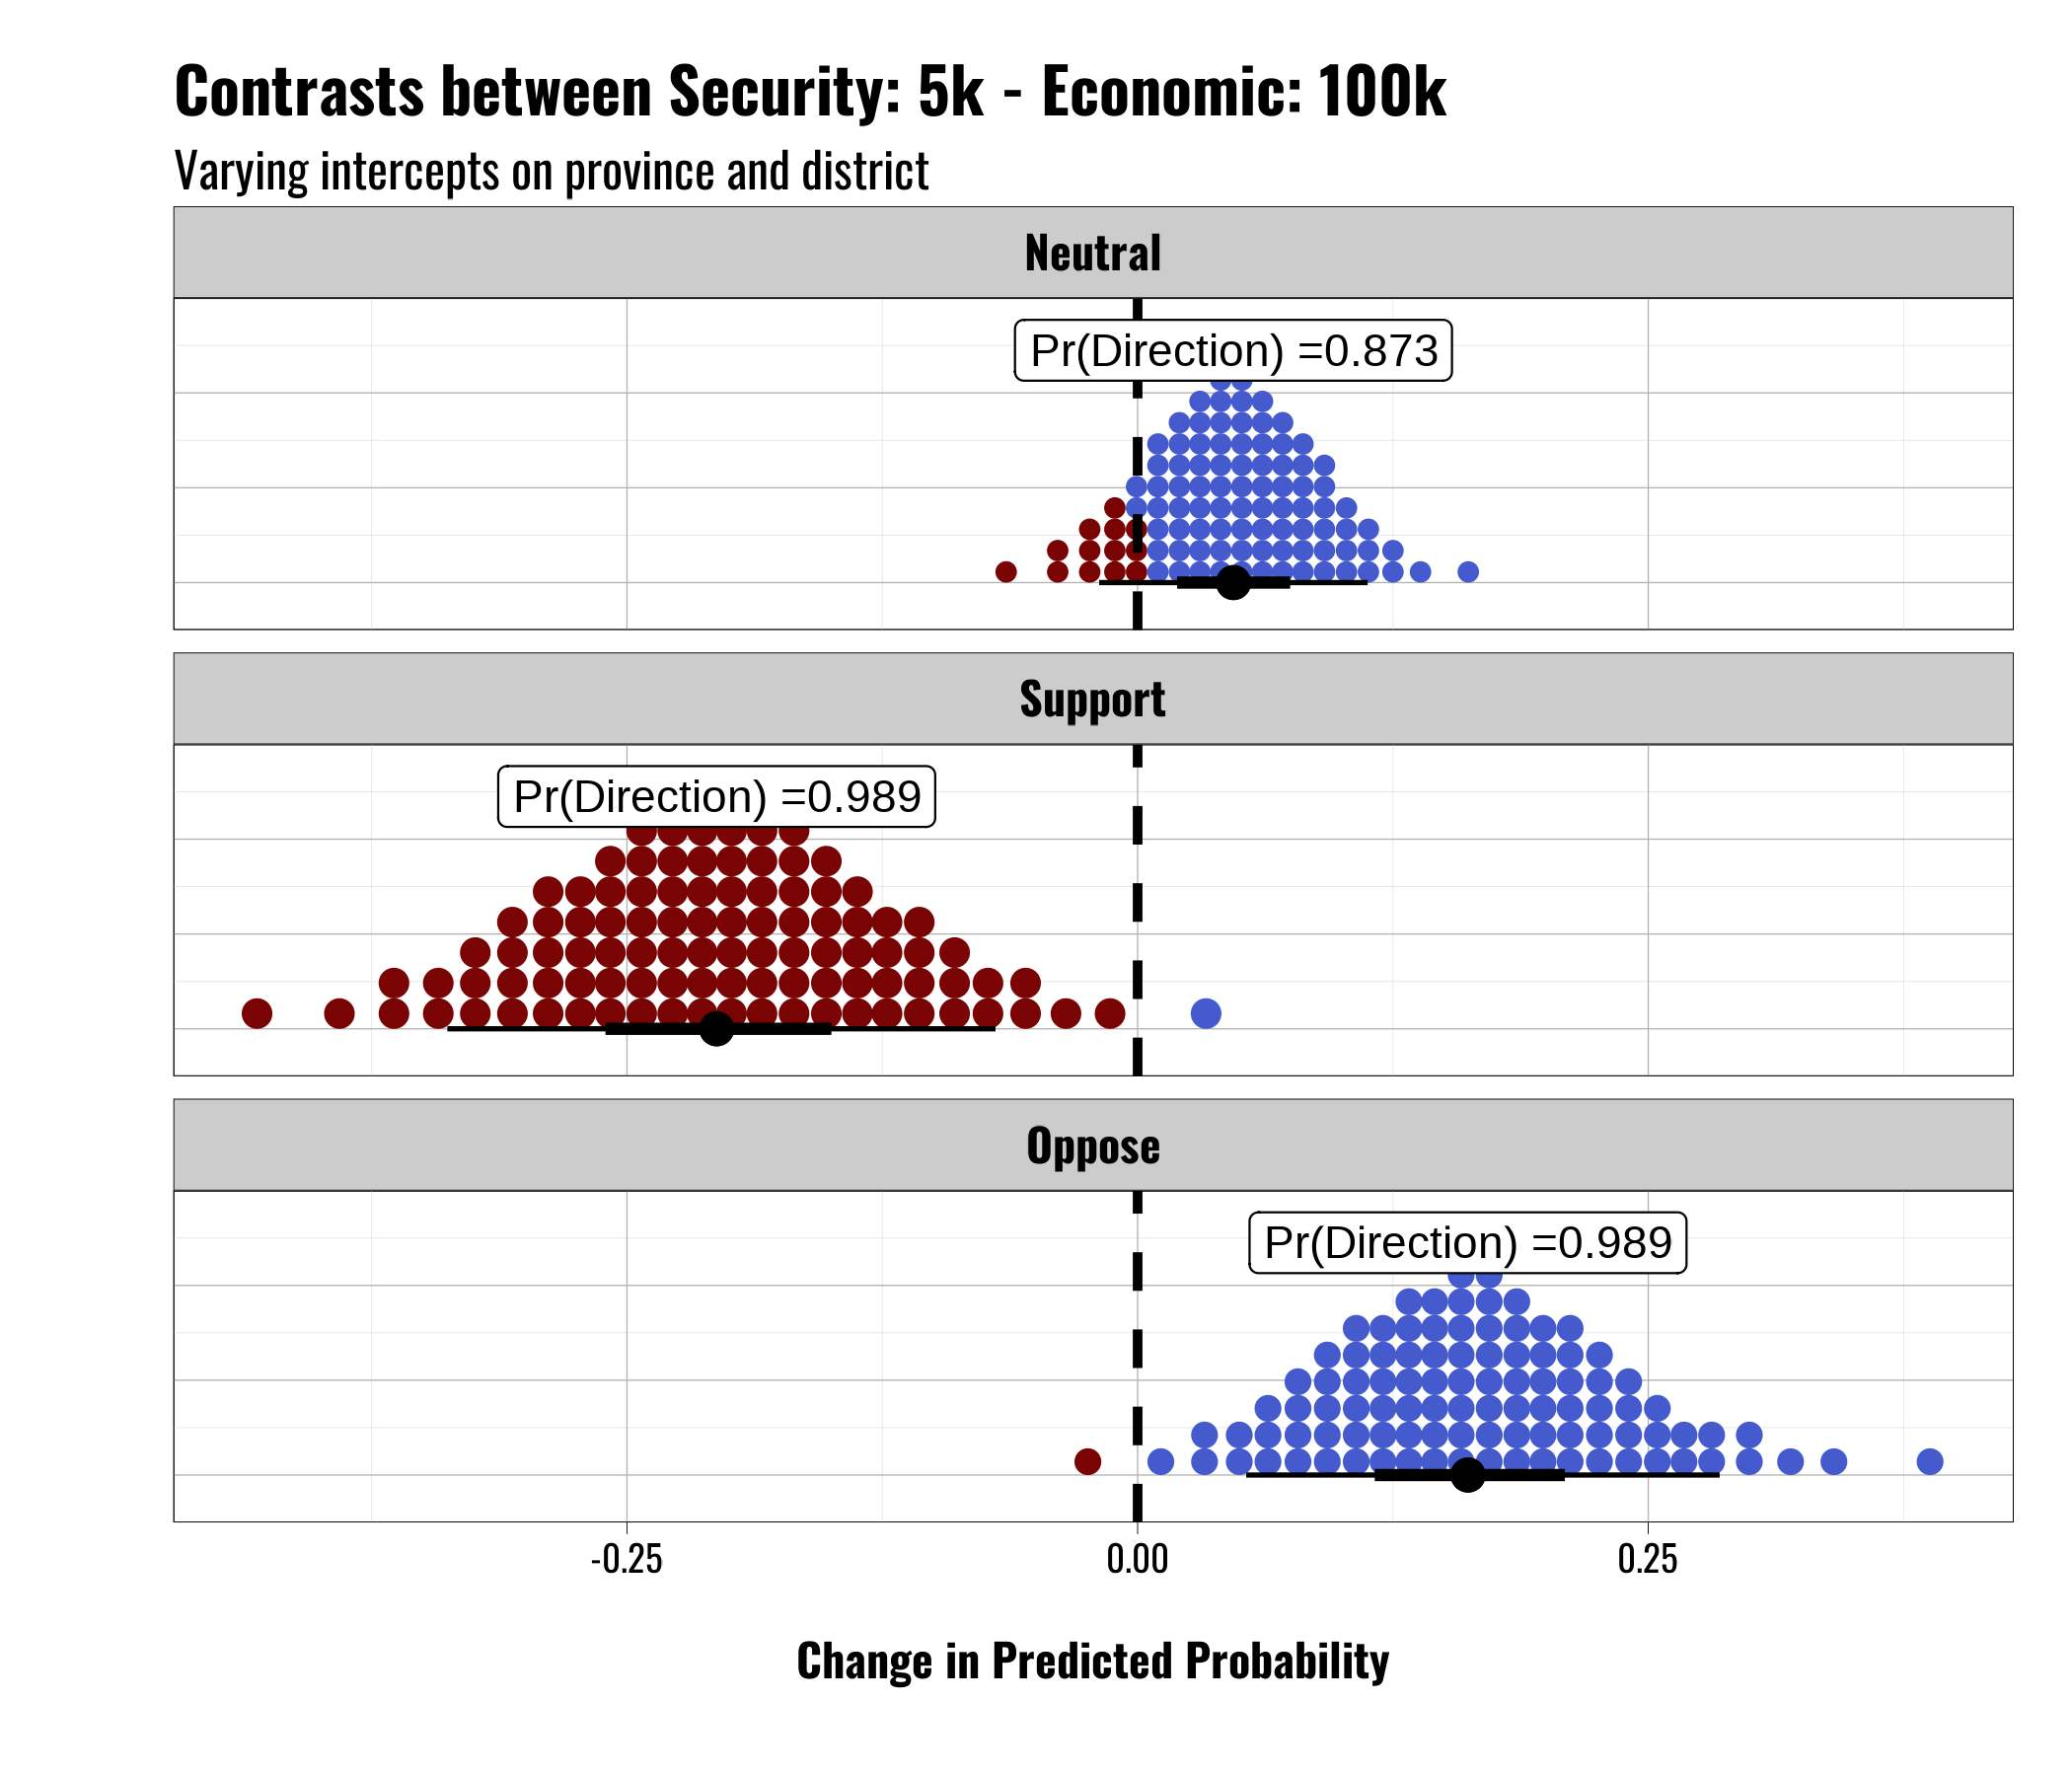 Contrasts between Security: 5k - Economic: 100k
Varying intercepts on province and district
Neutral
Pr(Direction) =0.873
Support
Pr(Direction) =0.989
Oppose
Pr(Direction) =0.989
-0.25 0.00 0.25
Change in Predicted Probability